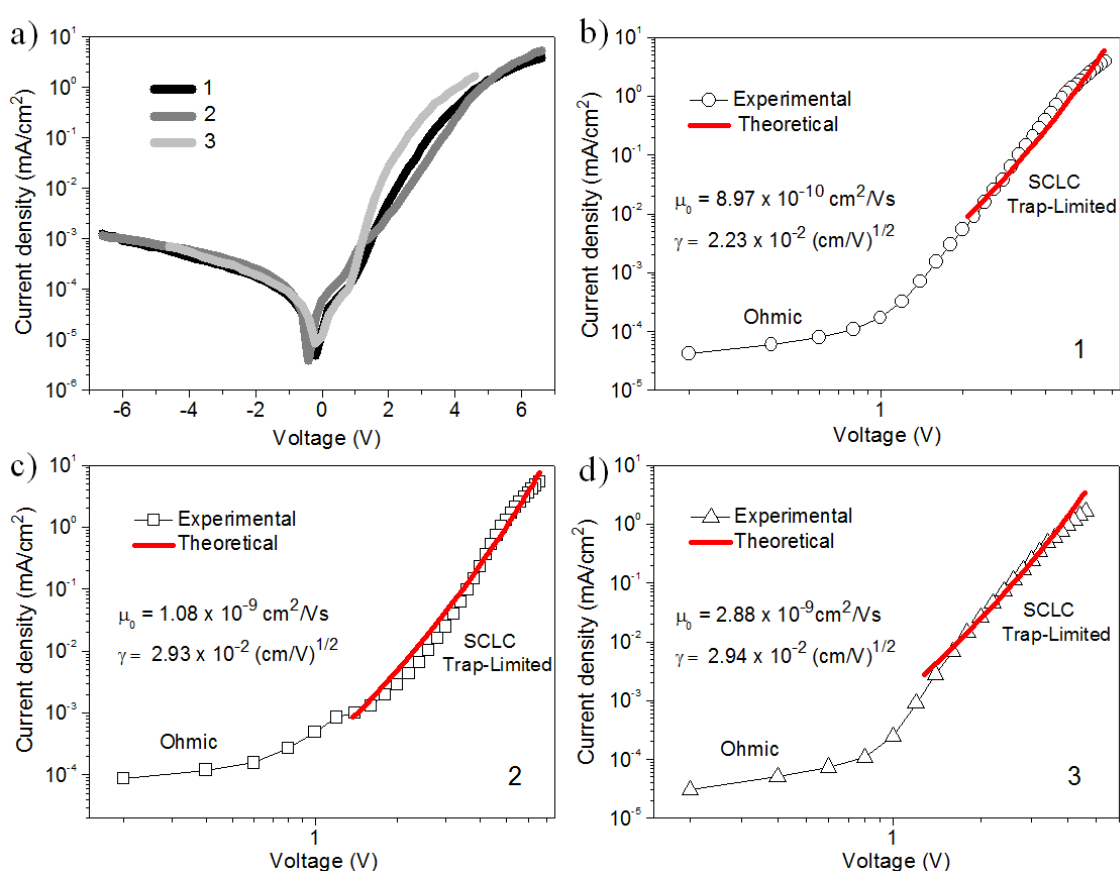 a)
10¹
10⁰
10⁻¹
10⁻²
10⁻³
10⁻⁴
10⁻⁵
10⁻⁶
Current density (mA/cm²)
1
2
3
-6 -4 -2 0 2 4 6
Voltage (V)
b)
10¹
10⁰
10⁻¹
10⁻²
10⁻³
10⁻⁴
10⁻⁵
Current density (mA/cm²)
Experimental
Theoretical
μ₀ = 8.97 x 10⁻¹⁰ cm²/Vs
γ = 2.23 x 10⁻² (cm/V)¹/²
SCLC
Trap-Limited
Ohmic
1
1
Voltage (V)
c)
10¹
10⁰
10⁻¹
10⁻²
10⁻³
10⁻⁴
Current density (mA/cm²)
Experimental
Theoretical
μ₀ = 1.08 x 10⁻⁹ cm²/Vs
γ = 2.93 x 10⁻² (cm/V)¹/²
SCLC
Trap-Limited
Ohmic
2
1
Voltage (V)
d)
10¹
10⁰
10⁻¹
10⁻²
10⁻³
10⁻⁴
10⁻⁵
Current density (mA/cm²)
Experimental
Theoretical
μ₀ = 2.88 x 10⁻⁹ cm²/Vs
γ = 2.94 x 10⁻² (cm/V)¹/²
SCLC
Trap-Limited
Ohmic
3
1
Voltage (V)